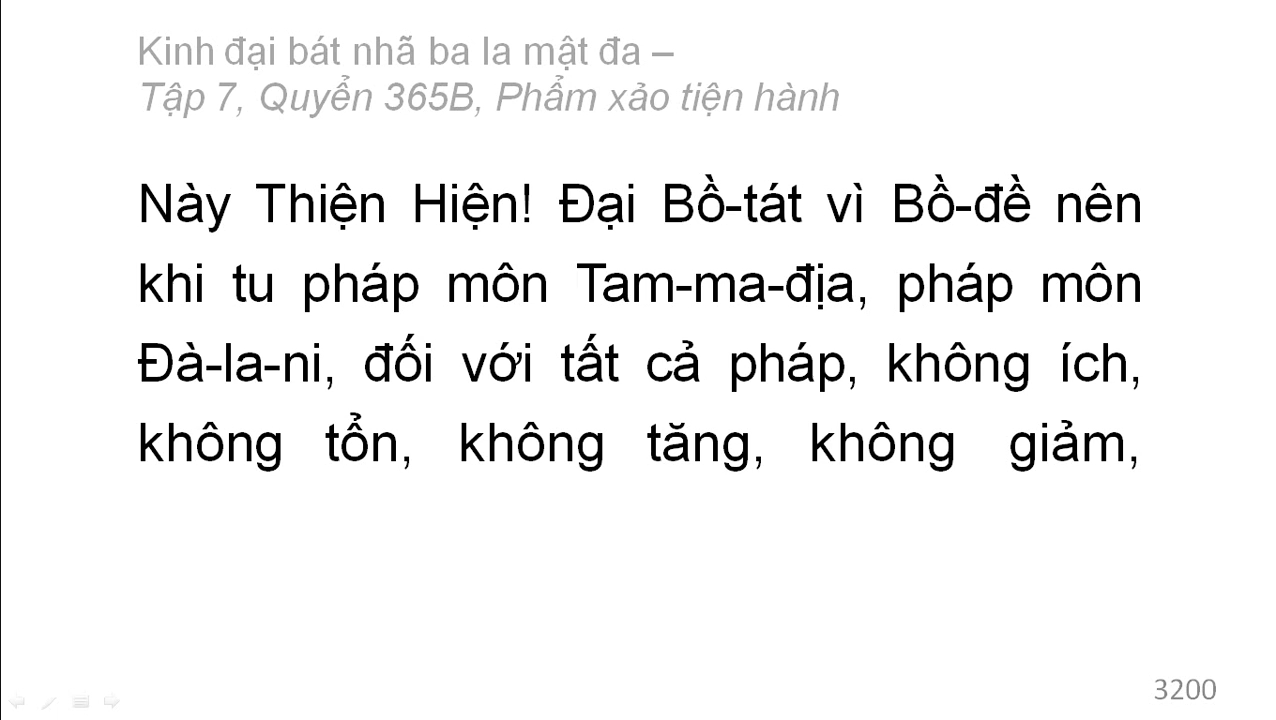 Kinh đại bát nhã ba la mật đa –
Tập 7, Quyển 365B, Phẩm xảo tiện hành
Này Thiện Hiện! Đại Bồ-tát vì Bồ-đề nên
khi tu pháp môn Tam-ma-địa, pháp môn
Đà-la-ni, đối với tất cả pháp, không ích,
không tổn, không tăng, không giảm,
3200